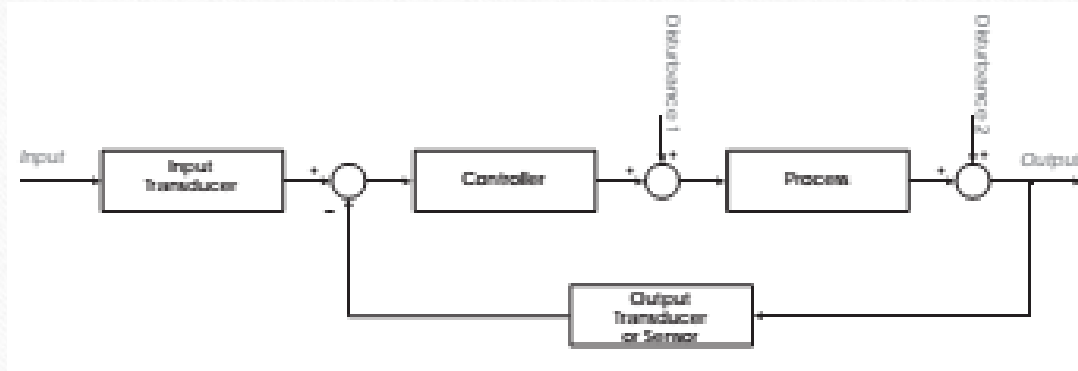 Disturbance 1
Disturbance 2
Input
Input
Transducer
+
-
Controller
+
+
Process
+
+
Output
Output
Transducer
or Sensor